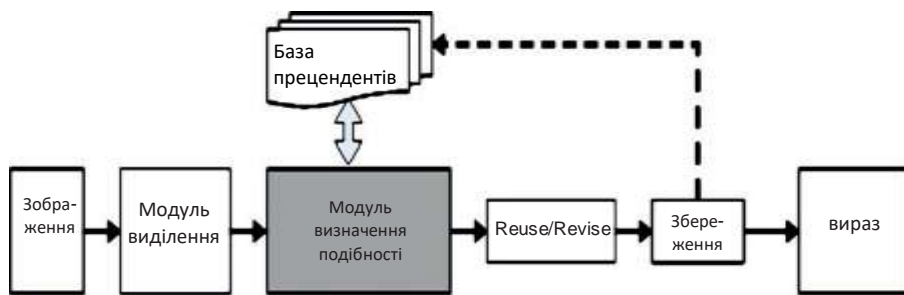 База
прецендентів
Зобра-
ження
Модуль
виділення
Модуль
визначення
подібності
Reuse/Revise
Збере-
ження
вираз